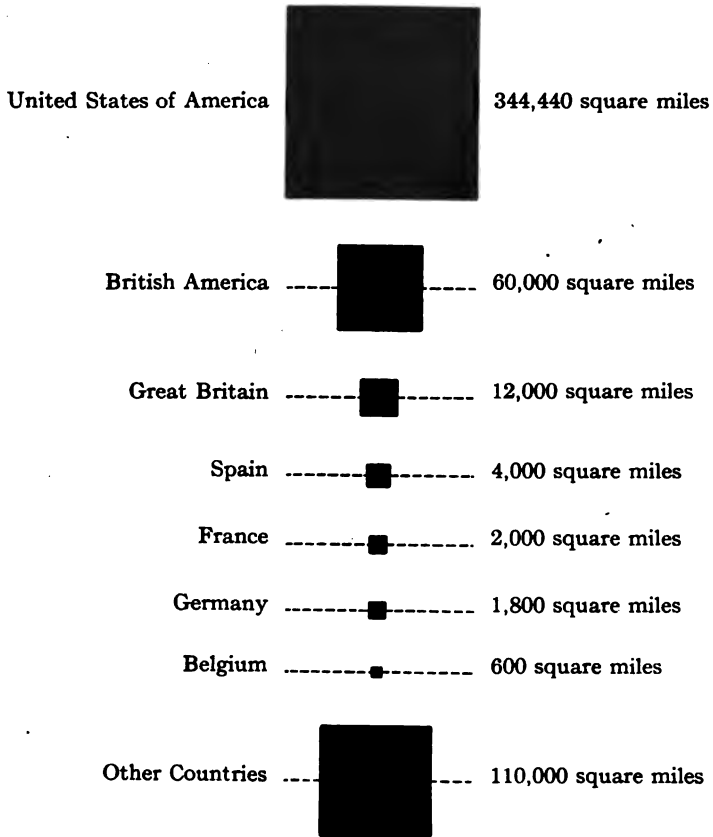 United States of America 344,440 square miles
British America 60,000 square miles
Great Britain 12,000 square miles
Spain 4,000 square miles
France 2,000 square miles
Germany 1,800 square miles
Belgium 600 square miles
Other Countries 110,000 square miles